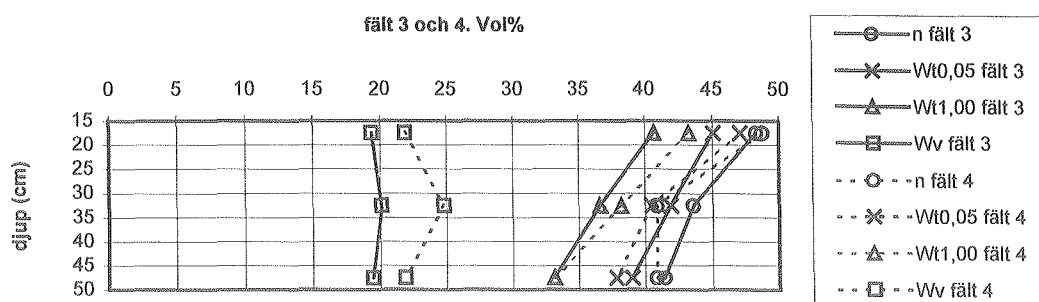 fält 3 och 4. Vol%
0 5 10 15 20 25 30 35 40 45 50
15
20
25
30
35
40
45
50
djup (cm)
n fält 3
Wt0,05 fält 3
Wt1,00 fält 3
Wv fält 3
n fält 4
Wt0,05 fält 4
Wt1,00 fält 4
Wv fält 4